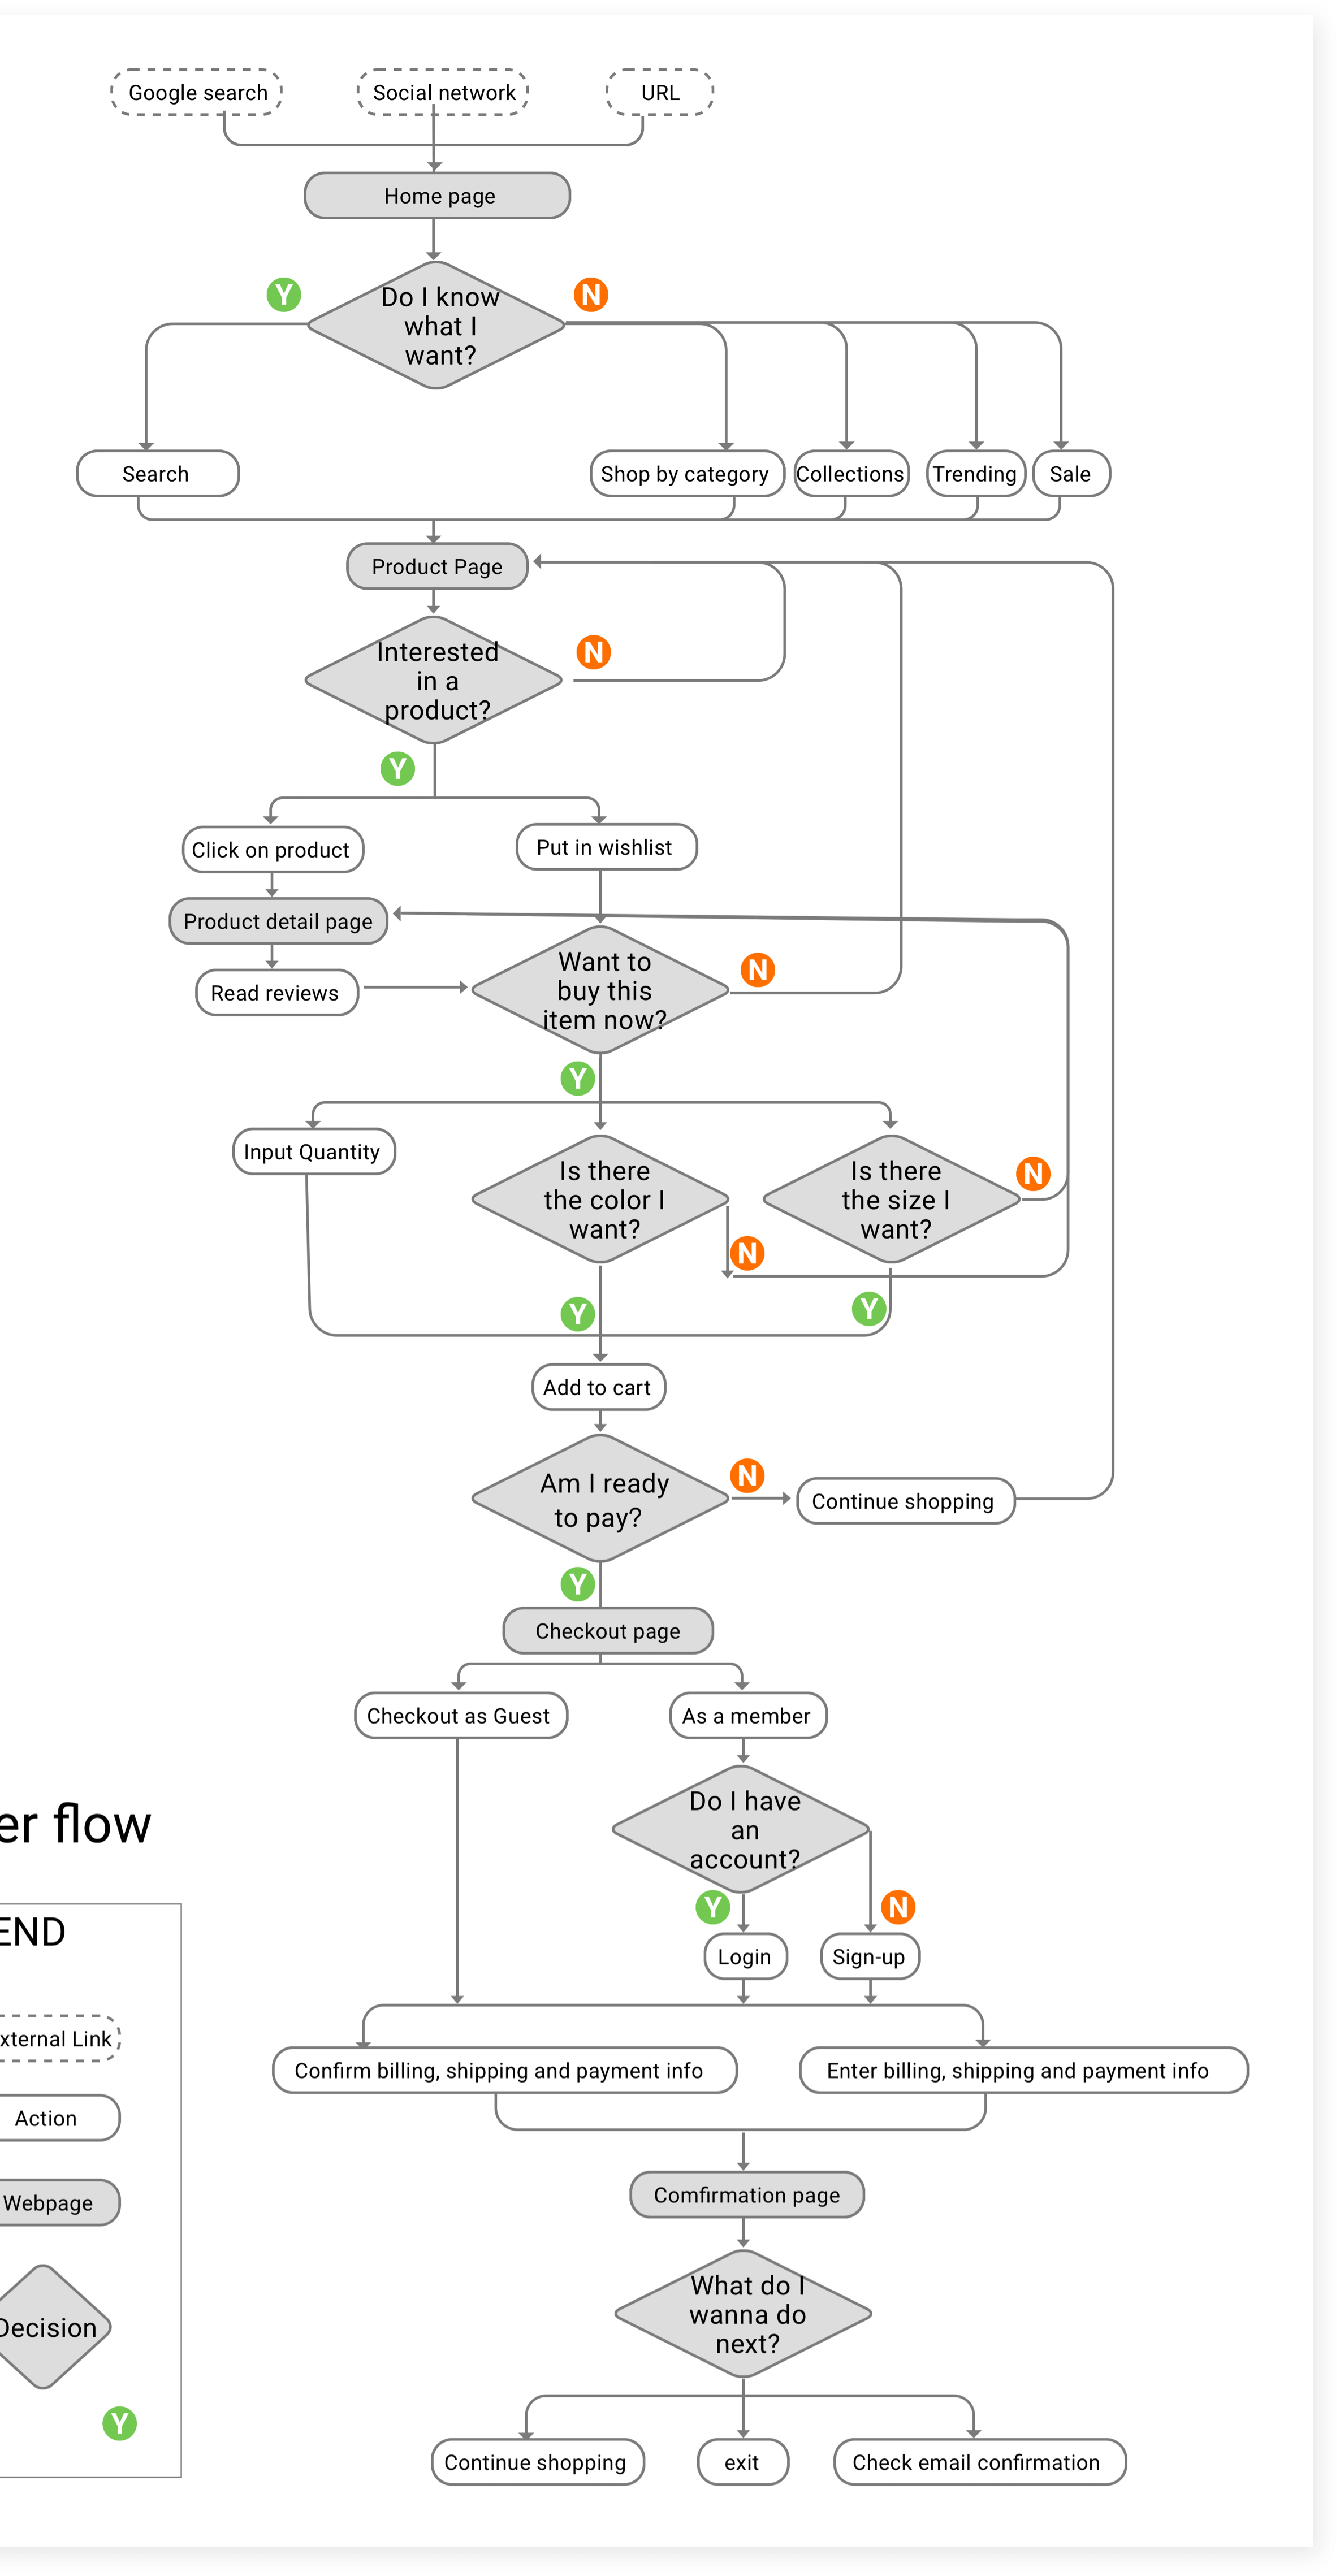 Google search
Social network
URL
Home page
Y
N
Do I know
what I
want?
Search
Shop by category
Collections
Trending
Sale
Product Page
Interested
in a
product?
N
Y
Click on product
Put in wishlist
Product detail page
Read reviews
Want to
buy this
item now?
N
Y
Input Quantity
Is there
the color I
want?
Is there
the size I
want?
N
N
Y
Y
Add to cart
Am I ready
to pay?
N
Continue shopping
Y
Checkout page
Checkout as Guest
As a member
Do I have
an
account?
Y
N
Login
Sign-up
Confirm billing, shipping and payment info
Enter billing, shipping and payment info
Comfirmation page
What do I
wanna do
next?
Continue shopping
exit
Check email confirmation
er flow
END
xternal Link
Action
Webpage
Decision
Y